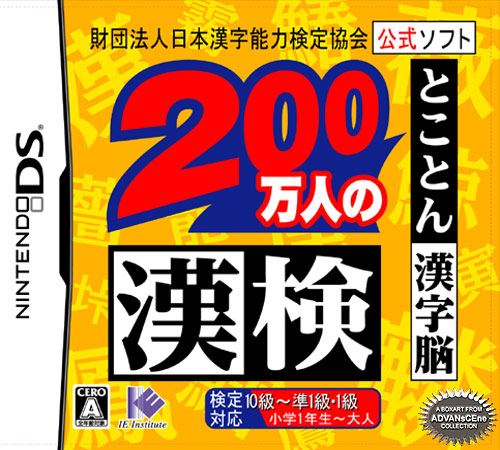 財団法人日本漢字能力検定協会 公式ソフト
200
万人の
漢検
とことん漢字脳
NINTENDO DS
CERO
A
全年齢対象
IE Institute
検定 10級～準1級・1級
対応 小学1年生～大人
A BOXART FROM
ADVANsCEne
COLLECTION